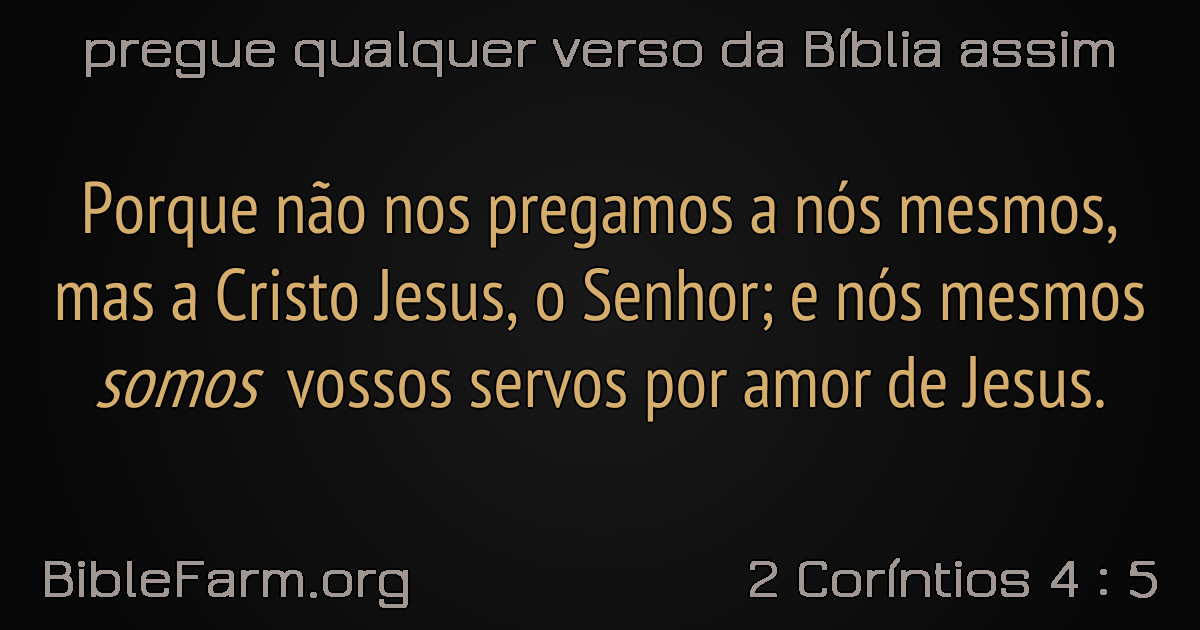 pregue qualquer verso da Bíblia assim
Porque não nos pregamos a nós mesmos,
mas a Cristo Jesus, o Senhor; e nós mesmos
somos vossos servos por amor de Jesus.
BibleFarm.org
2 Coríntios 4 : 5